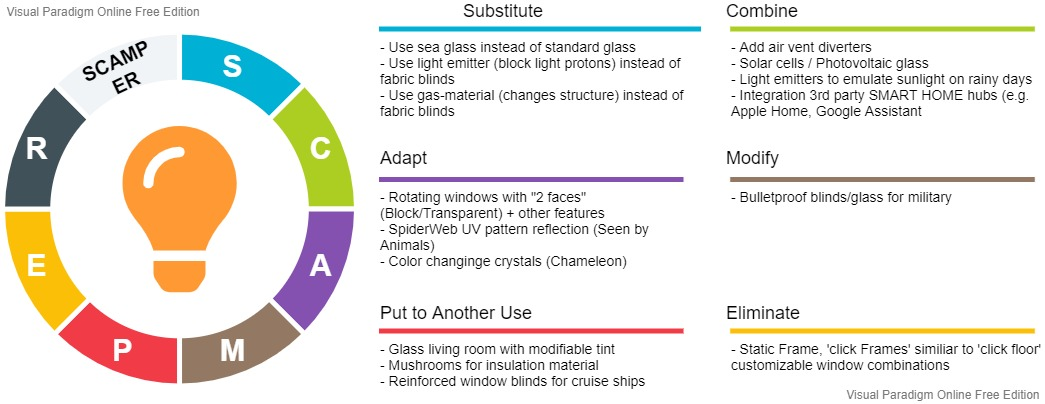 Visual Paradigm Online Free Edition
SCAMP
ER
S
C
A
M
P
E
R
Substitute
- Use sea glass instead of standard glass
- Use light emitter (block light protons) instead of
fabric blinds
- Use gas-material (changes structure) instead of
fabric blinds
Combine
- Add air vent diverters
- Solar cells / Photovoltaic glass
- Light emitters to emulate sunlight on rainy days
- Integration 3rd party SMART HOME hubs (e.g.
Apple Home, Google Assistant
Adapt
- Rotating windows with "2 faces"
(Block/Transparent) + other features
- SpiderWeb UV pattern reflection (Seen by
Animals)
- Color changinge crystals (Chameleon)
Modify
- Bulletproof blinds/glass for military
Put to Another Use
- Glass living room with modifiable tint
- Mushrooms for insulation material
- Reinforced window blinds for cruise ships
Eliminate
- Static Frame, 'click Frames' similiar to 'click floor'
customizable window combinations
Visual Paradigm Online Free Edition